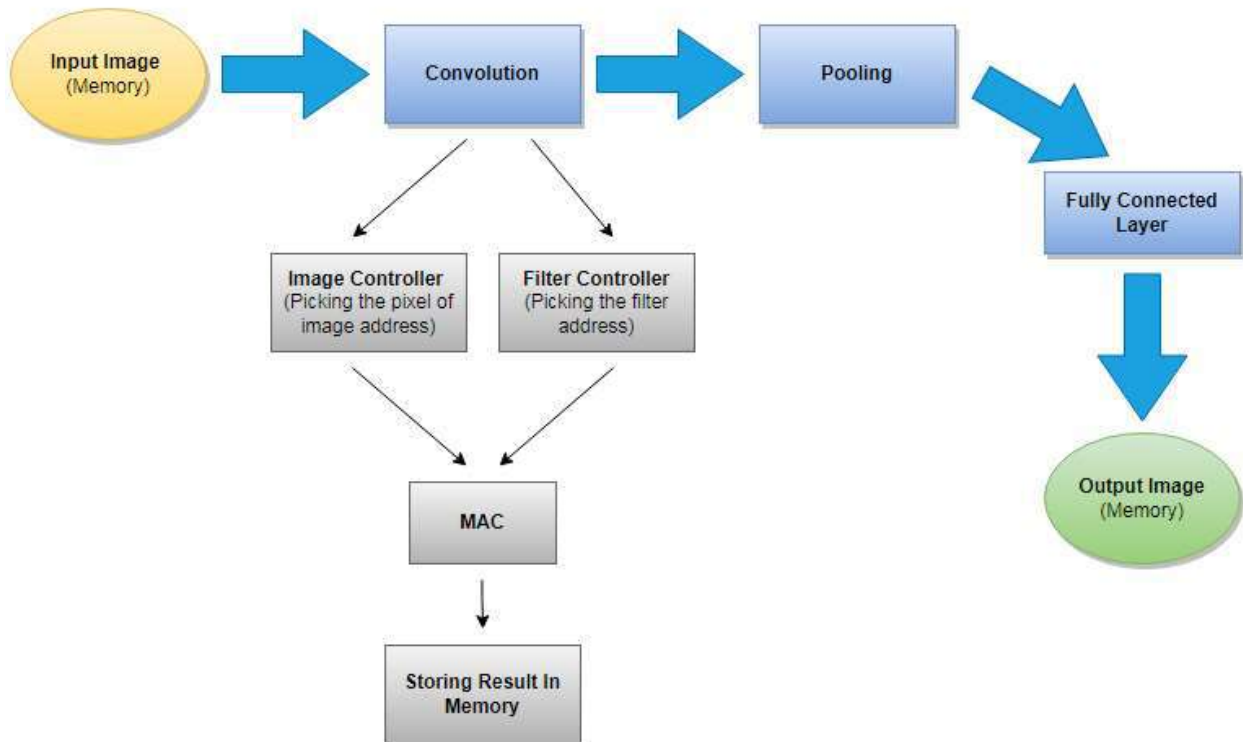 Input Image
(Memory)
Convolution
Pooling
Fully Connected
Layer
Image Controller
(Picking the pixel of
image address)
Filter Controller
(Picking the filter
address)
MAC
Output Image
(Memory)
Storing Result In
Memory